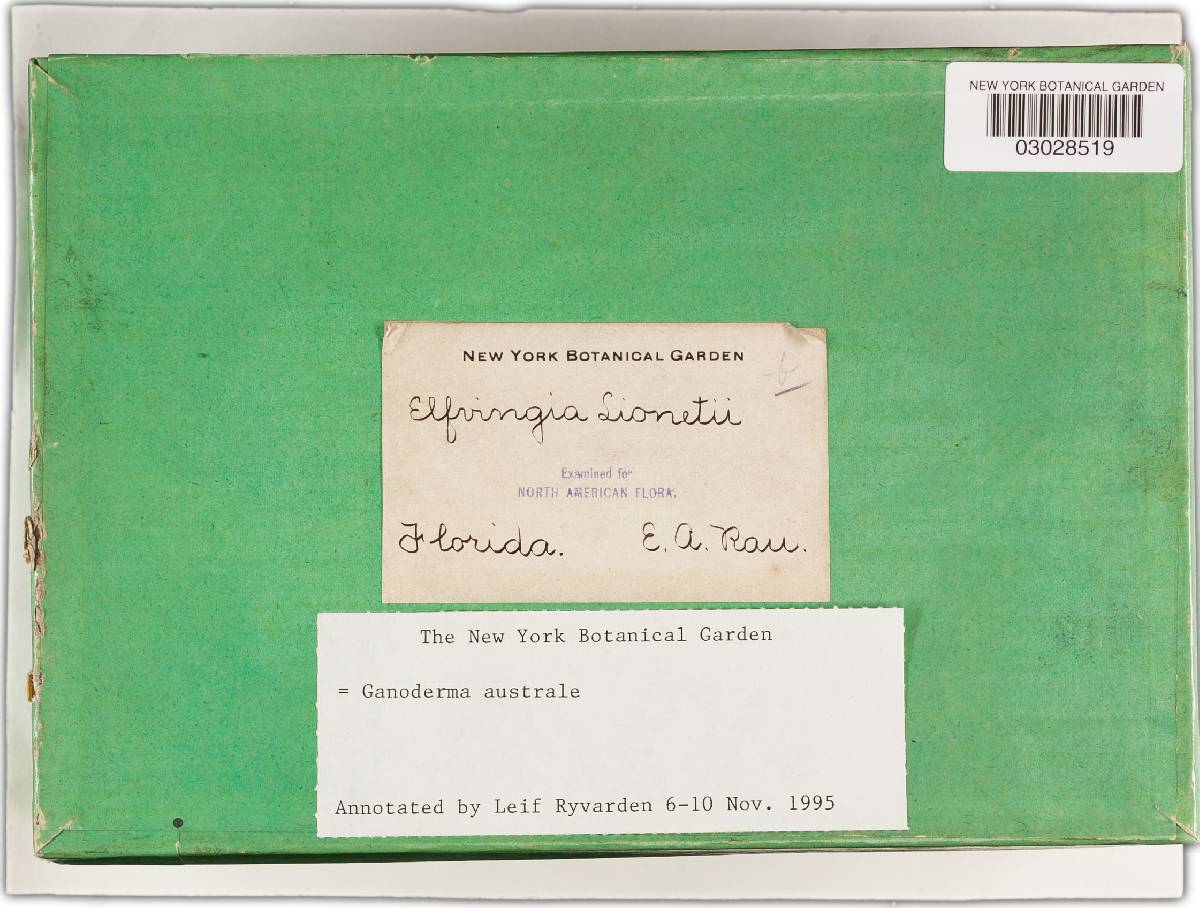 NEW YORK BOTANICAL GARDEN
03028519
NEW YORK BOTANICAL GARDEN
Elfvingia Lionetii
Examined for
NORTH AMERICAN FLORA.
Florida. E. A. Rau.
The New York Botanical Garden
= Ganoderma australe
Annotated by Leif Ryvarden 6-10 Nov. 1995